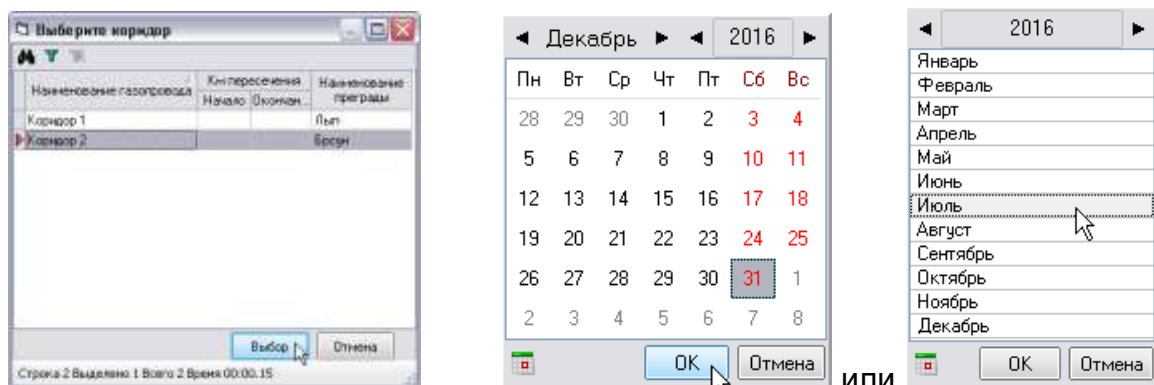 Выберите коридор
Наименование газопровода
Км пересечения
Начало Окончан...
Наименование преграды
Коридор 1
Коридор 2
Выбор Отмена
Строка 2 Выделено 1 Всего 2 Время 00:00.15
Декабрь 2016
Пн Вт Ср Чт Пт Сб Вс
28 29 30 1 2 3 4
5 6 7 8 9 10 11
12 13 14 15 16 17 18
19 20 21 22 23 24 25
26 27 28 29 30 31 1
2 3 4 5 6 7 8
OK Отмена
или
2016
Январь
Февраль
Март
Апрель
Май
Июнь
Июль
Август
Сентябрь
Октябрь
Ноябрь
Декабрь
OK Отмена